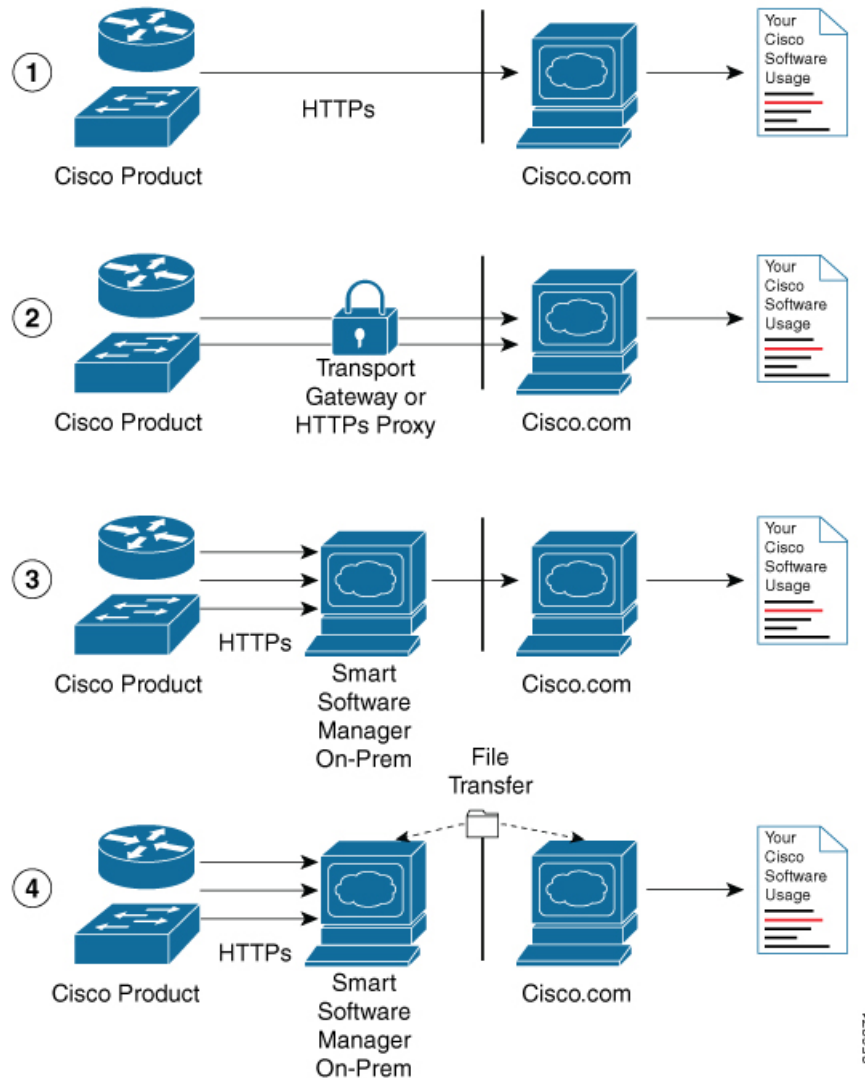 1
HTTPs
Cisco Product
Cisco.com
Your
Cisco
Software
Usage
2
Transport
Gateway or
HTTPs Proxy
Cisco Product
Cisco.com
Your
Cisco
Software
Usage
3
HTTPs
Cisco Product
Smart
Software
Manager
On-Prem
Cisco.com
Your
Cisco
Software
Usage
File
Transfer
4
HTTPs
Cisco Product
Smart
Software
Manager
On-Prem
Cisco.com
Your
Cisco
Software
Usage